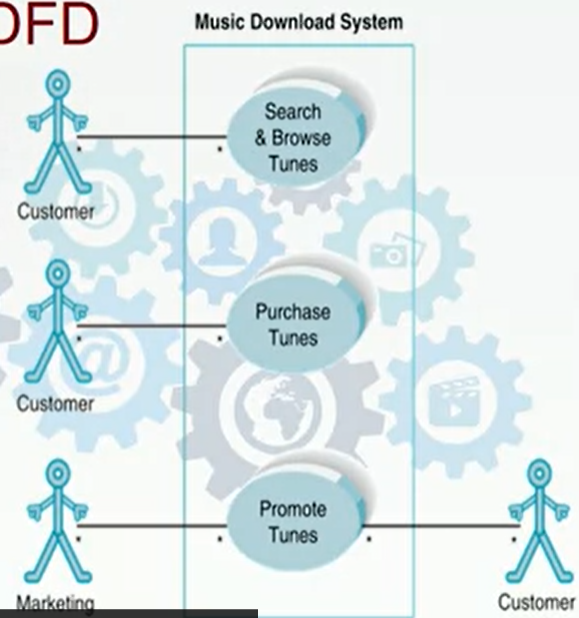 DFD
Music Download System
Search
& Browse
Tunes
Customer
Purchase
Tunes
Customer
Promote
Tunes
Marketing
Customer